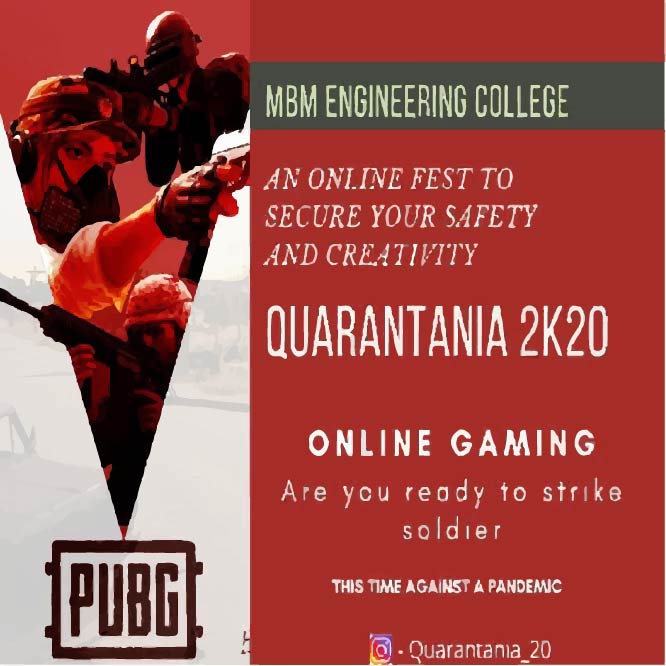 MBM ENGINEERING COLLEGE
AN ONLINE FEST TO
SECURE YOUR SAFETY
AND CREATIVITY
QUARANTANIA 2K20
ONLINE GAMING
Are you ready to strike
soldier
THIS TIME AGAINST A PANDEMIC
PUBG
- Quarantania_20